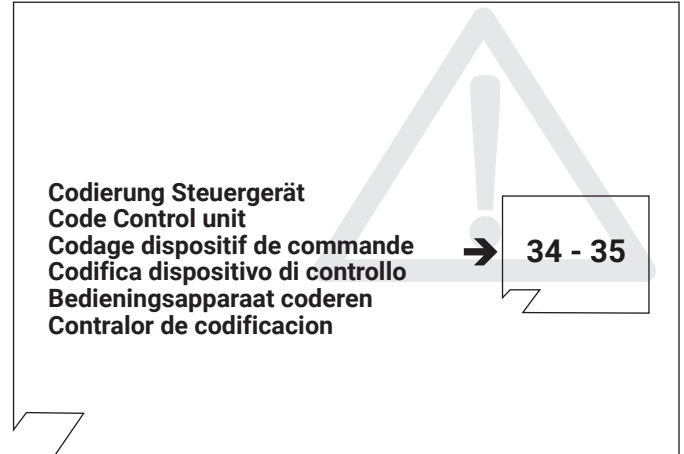 Codierung Steuergerät
Code Control unit
Codage dispositif de commande
Codifica dispositivo di controllo
Bedieningsapparaat coderen
Contralor de codificacion
34 - 35